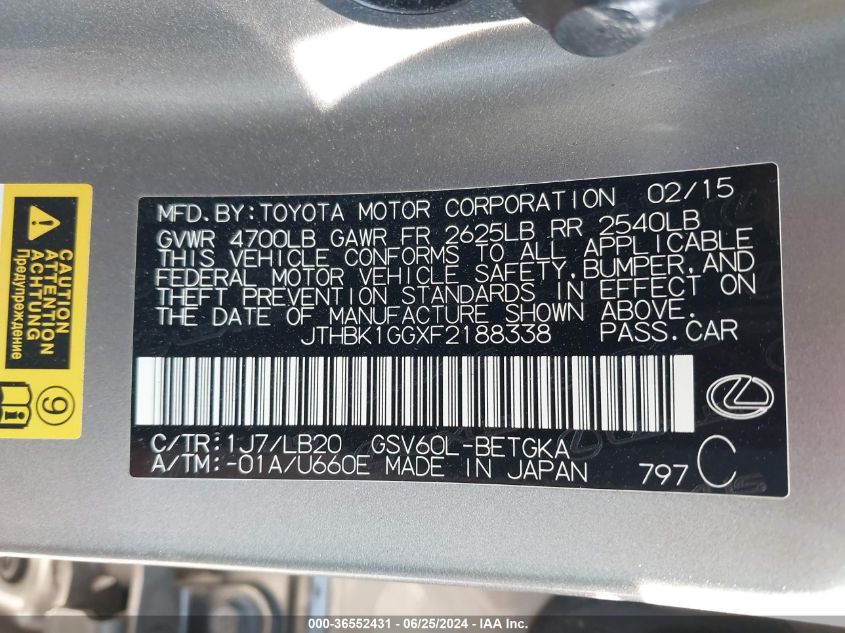 MFD. BY: TOYOTA MOTOR CORPORATION 02/15
GVWR 4700LB GAWR FR 2625LB RR 2540LB
THIS VEHICLE CONFORMS TO ALL APPLICABLE
FEDERAL MOTOR VEHICLE SAFETY, BUMPER, AND
THEFT PREVENTION STANDARDS IN EFFECT ON
THE DATE OF MANUFACTURE SHOWN ABOVE.
JTHBK1GGXF2188338 PASS. CAR
C/TR: 1J7/LB20 GSV60L-BETGKA
A/TM: -01A/U660E MADE IN JAPAN 797 C
CAUTION
ATTENTION
ACHTUNG
Предупреждение
9
000-36552431 - 06/25/2024 - IAA Inc.